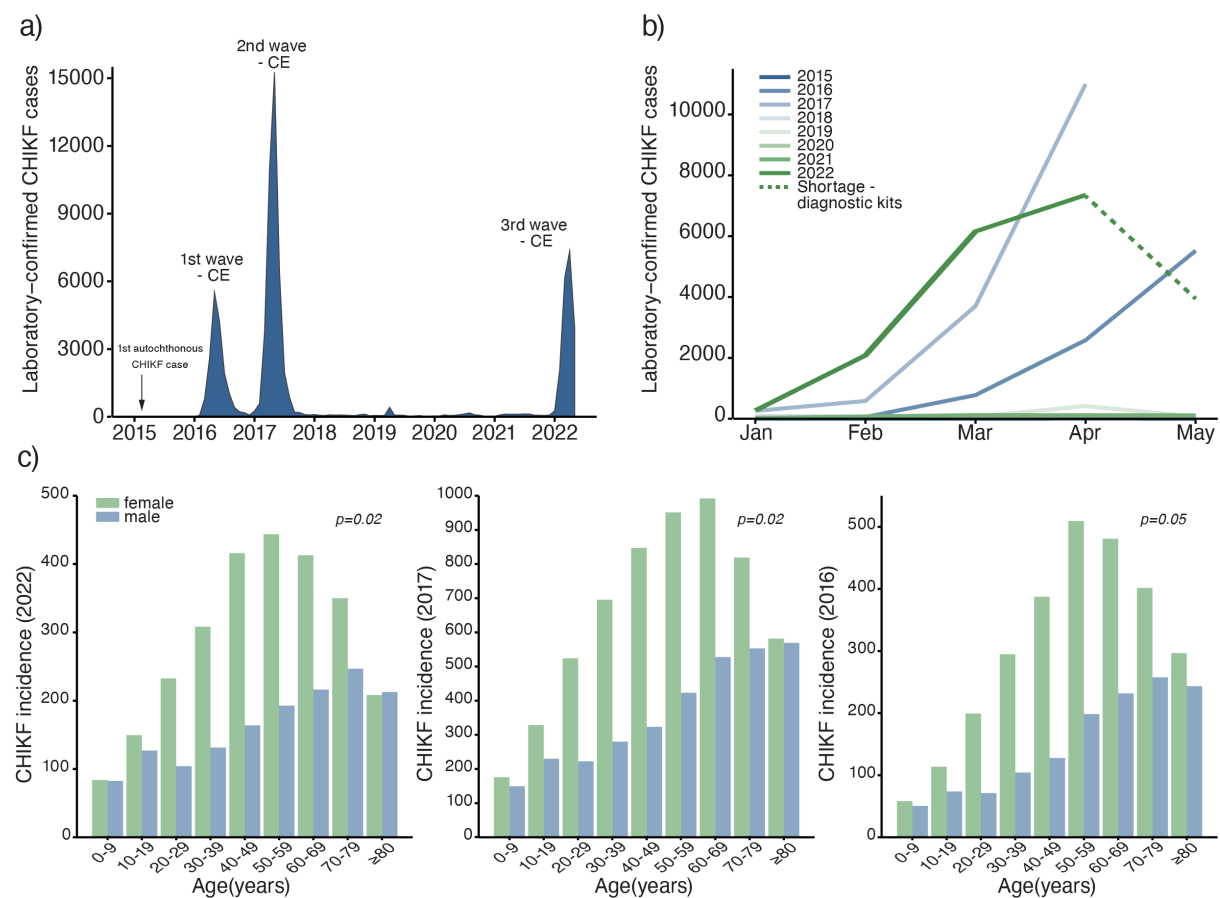 a)
Laboratory−confirmed CHIKF cases
15000
12000
9000
6000
3000
0
2nd wave
- CE
1st wave
- CE
3rd wave
- CE
1st autochthonous
CHIKF case
2015 2016 2017 2018 2019 2020 2021 2022
b)
Laboratory−confirmed CHIKF cases
10000
8000
6000
4000
2000
0
2015
2016
2017
2018
2019
2020
2021
2022
Shortage -
diagnostic kits
Jan Feb Mar Apr May
c)
CHIKF incidence (2022)
500
400
300
200
100
0
female
male
p=0.02
0-9 10-19 20-29 30-39 40-49 50-59 60-69 70-79 ≥80
Age(years)
CHIKF incidence (2017)
1000
900
800
700
600
500
400
300
200
100
0
p=0.02
0-9 10-19 20-29 30-39 40-49 50-59 60-69 70-79 ≥80
Age(years)
CHIKF incidence (2016)
500
400
300
200
100
0
p=0.05
0-9 10-19 20-29 30-39 40-49 50-59 60-69 70-79 ≥80
Age(years)